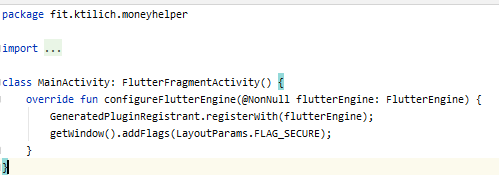 package fit.ktilich.moneyhelper
import ...
class MainActivity: FlutterFragmentActivity() {
override fun configureFlutterEngine(@NonNull flutterEngine: FlutterEngine) {
GeneratedPluginRegistrant.registerWith(flutterEngine);
getWindow().addFlags(LayoutParams.FLAG_SECURE);
}
}